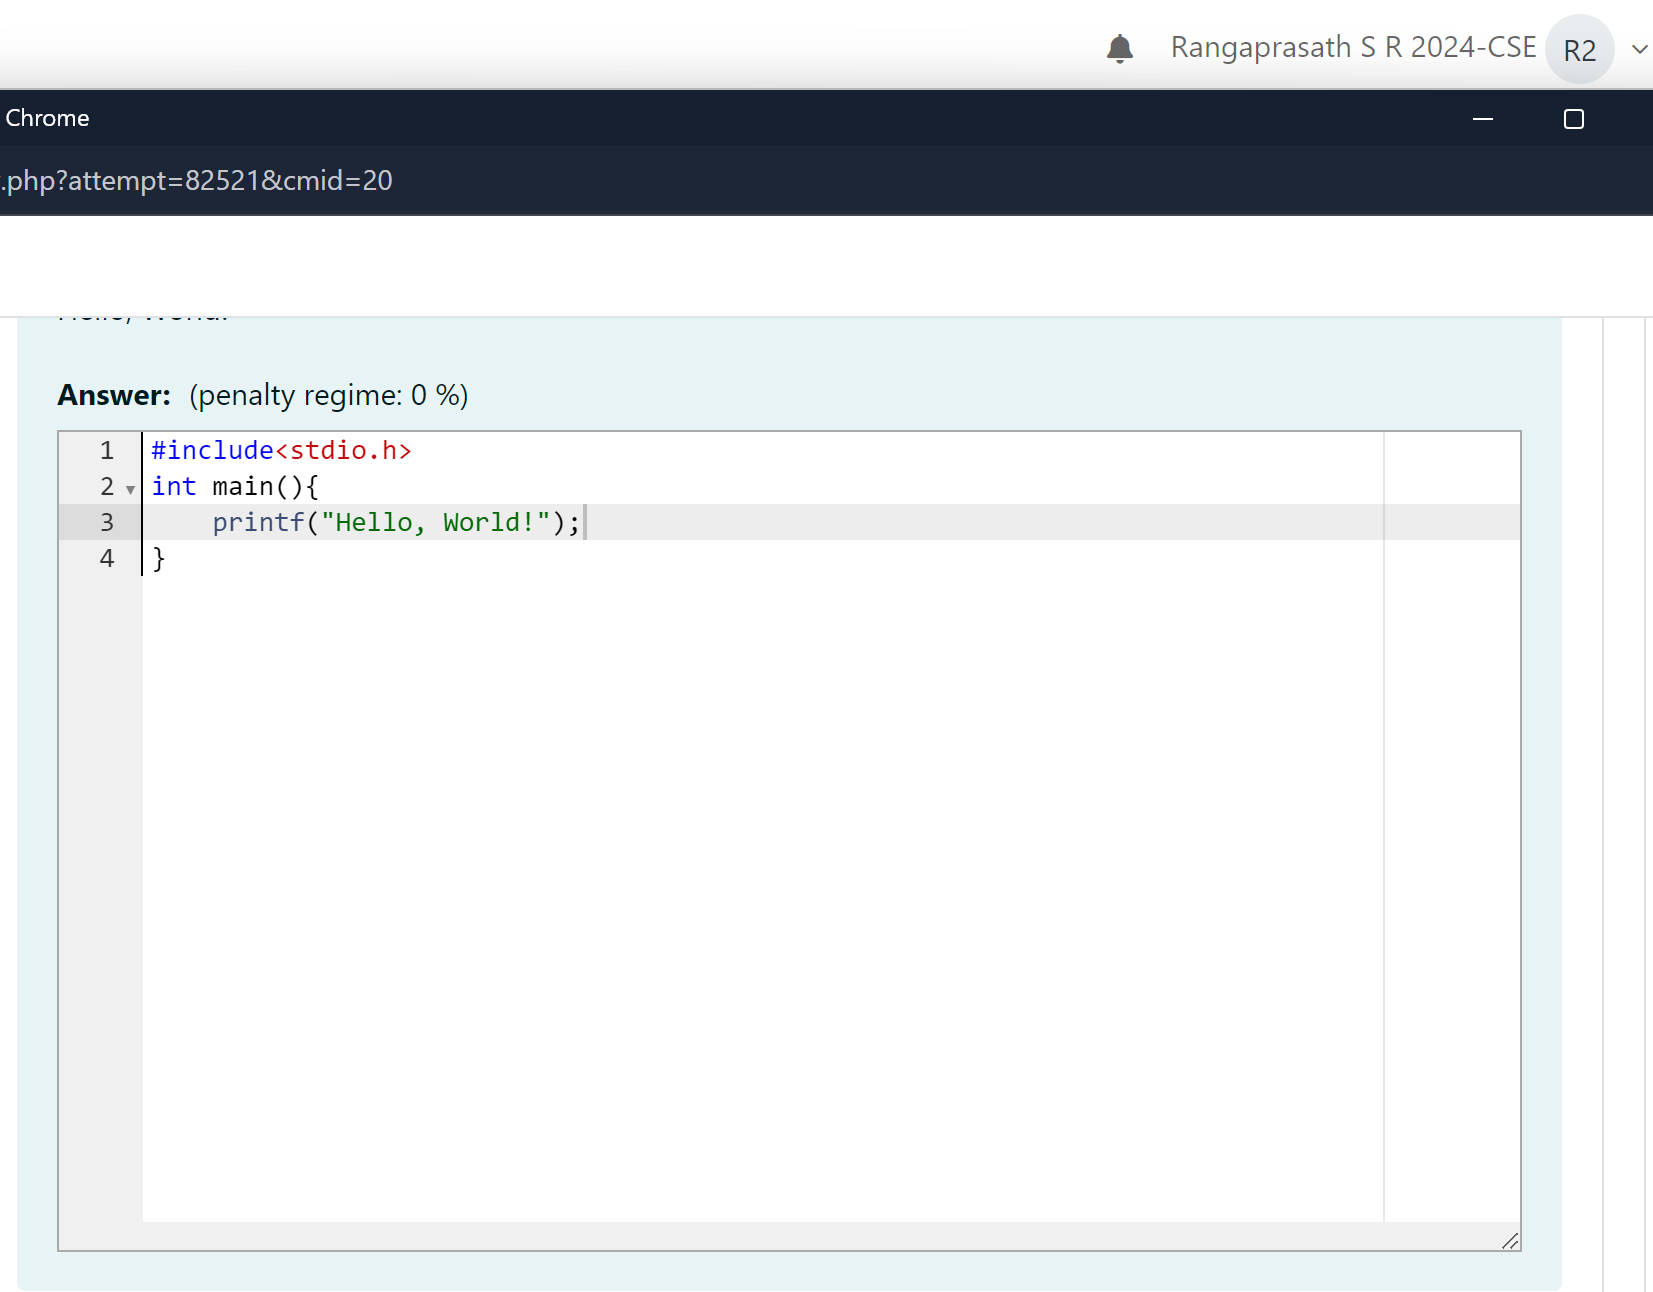 Rangaprasath S R 2024-CSE R2
Chrome
.php?attempt=82521&cmid=20
Answer: (penalty regime: 0 %)
1 #include<stdio.h>
2 int main(){
3     printf("Hello, World!");
4 }